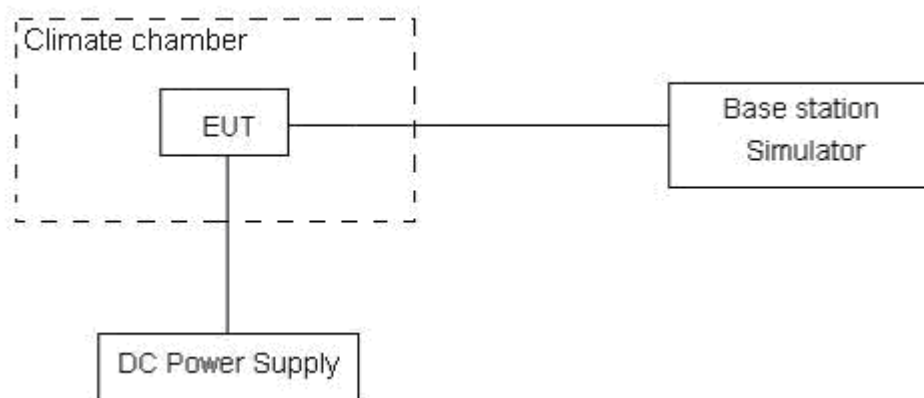 Climate chamber
EUT
Base station
Simulator
DC Power Supply